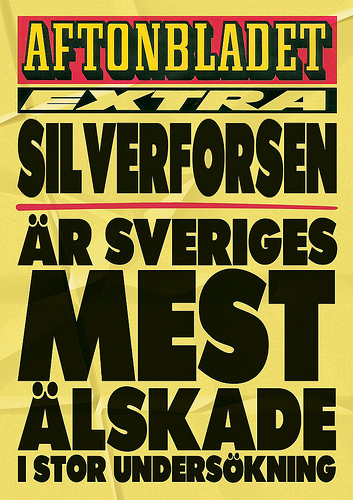 AFTONBLADET
EXTRA
SILVERFORSEN
ÄR SVERIGES
MEST
ÄLSKADE
I STOR UNDERSÖKNING